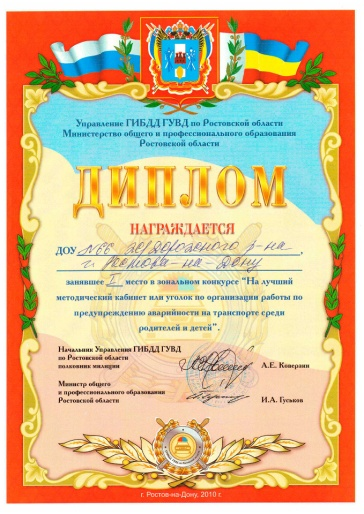 Управление ГИБДД ГУВД по Ростовской области
Министерство общего и профессионального образования
Ростовской области
ДИПЛОМ
НАГРАЖДАЕТСЯ
ДОУ №66 ж/дорожного р-на
г. Ростова-на-Дону,
занявшее II место в зональном конкурсе "На лучший
методический кабинет или уголок по организации работы по
предупреждению аварийности на транспорте среди
родителей и детей".
Начальник Управления ГИБДД ГУВД
по Ростовской области
полковник милиции
А.Е. Коверзин
Министр общего
и профессионального образования
Ростовской области
И.А. Гуськов
г. Ростов-на-Дону, 2010 г.